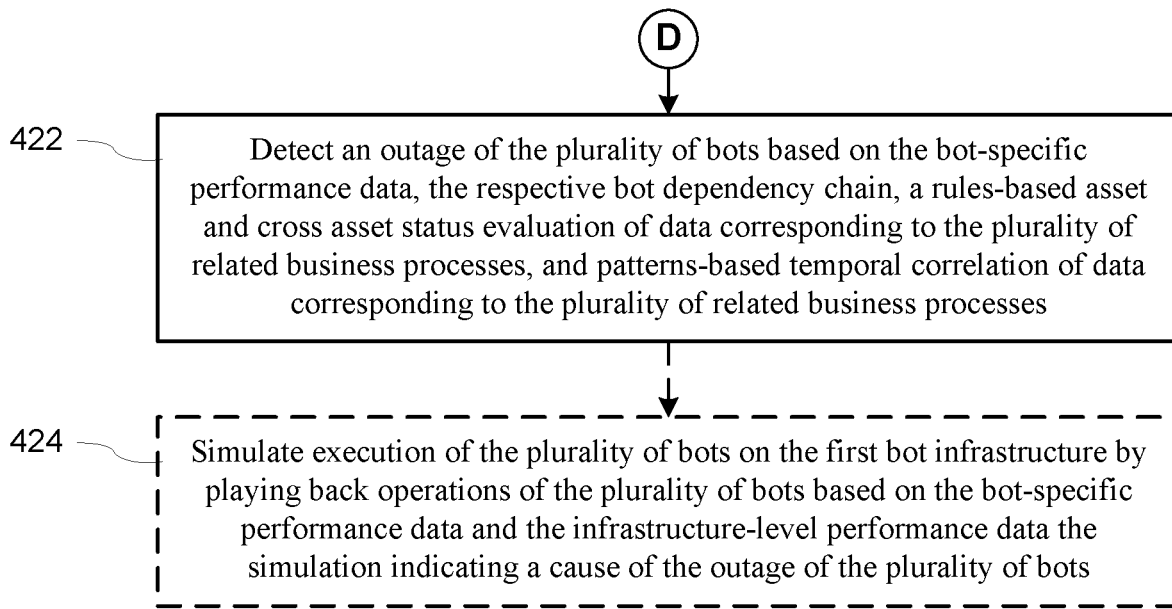 D
422
Detect an outage of the plurality of bots based on the bot-specific
performance data, the respective bot dependency chain, a rules-based asset
and cross asset status evaluation of data corresponding to the plurality of
related business processes, and patterns-based temporal correlation of data
corresponding to the plurality of related business processes
424
Simulate execution of the plurality of bots on the first bot infrastructure by
playing back operations of the plurality of bots based on the bot-specific
performance data and the infrastructure-level performance data the
simulation indicating a cause of the outage of the plurality of bots